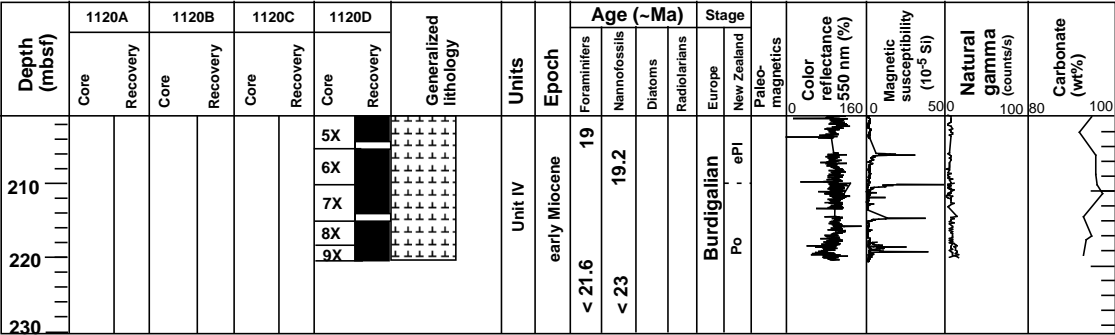 1120A 1120B 1120C 1120D Age (~Ma) Stage
Depth
(mbsf)
Core
Recovery
Core
Recovery
Core
Recovery
Core
Recovery
Generalized
lithology
Units
Epoch
Foraminifers
Nannofossils
Diatoms
Radiolarians
Europe
New Zealand
Paleo-
magnetics
Color
reflectance
550 nm (%)
0 160
Magnetic
susceptibility
(10-5 SI)
0 50
Natural
gamma
(counts/s)
0 100
Carbonate
(wt%)
80 100
5X
6X
210
7X
8X
220
9X
230
Unit IV
early Miocene
19
< 21.6
19.2
< 23
Burdigalian
ePl
Po